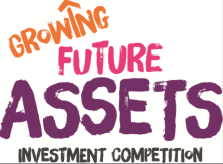 GROWING
FUTURE
ASSETS
INVESTMENT COMPETITION